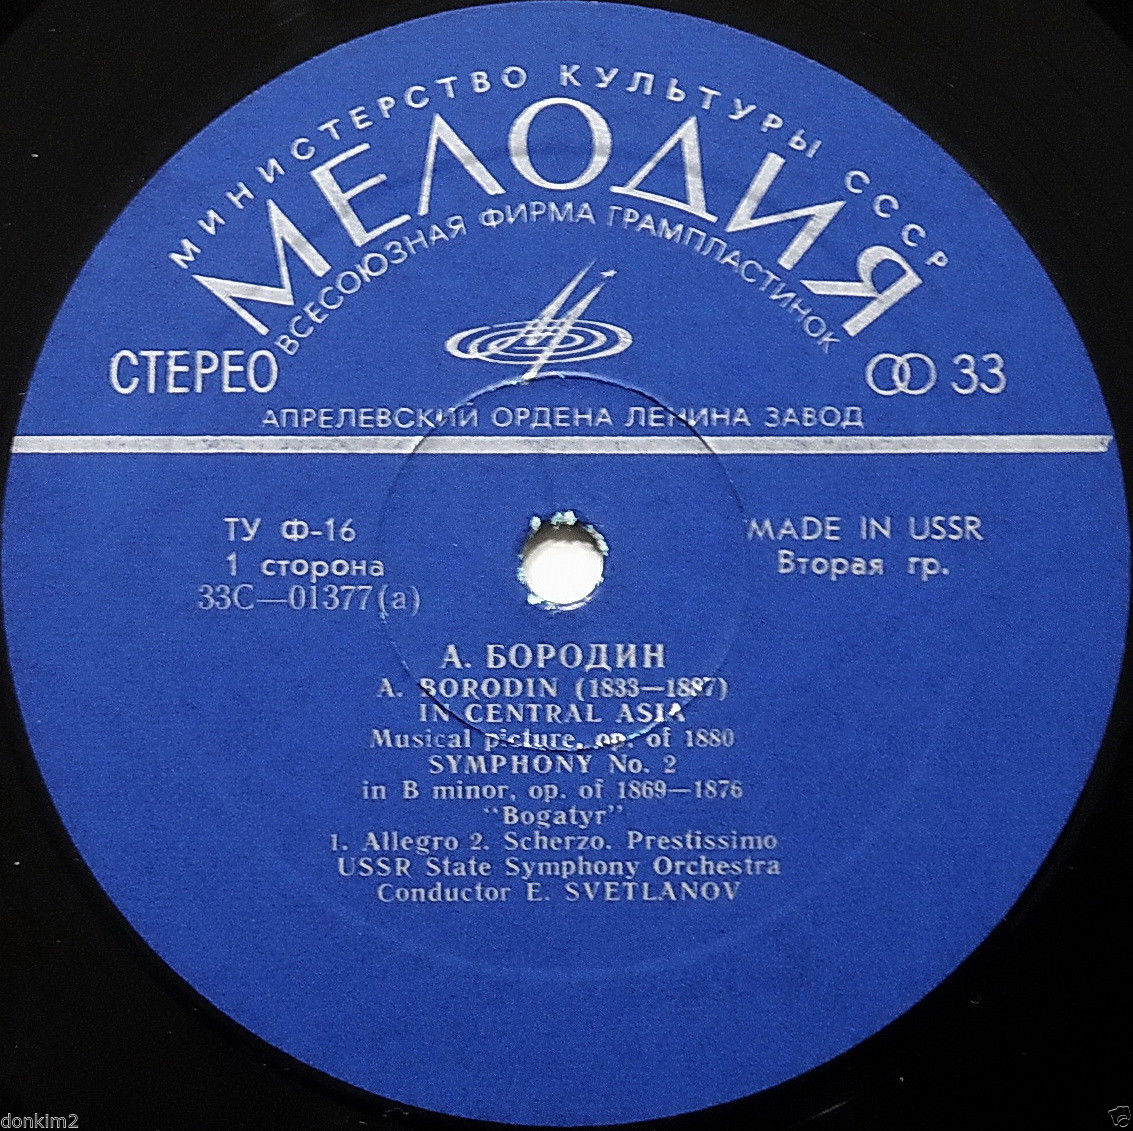 МИНИСТЕРСТВО КУЛЬТУРЫ СССР
МЕЛОДИЯ
ВСЕСОЮЗНАЯ ФИРМА ГРАМПЛАСТИНОК
СТЕРЕО
33
АПРЕЛЕВСКИЙ ОРДЕНА ЛЕНИНА ЗАВОД
ТУ Ф-16
1 сторона
33С—01377(а)
MADE IN USSR
Вторая гр.
А. БОРОДИН
A. BORODIN (1833—1887)
IN CENTRAL ASIA
Musical picture, op. of 1880
SYMPHONY No. 2
in B minor, op. of 1869—1876
"Bogatyr"
1. Allegro 2. Scherzo. Prestissimo
USSR State Symphony Orchestra
Conductor E. SVETLANOV
donkim2